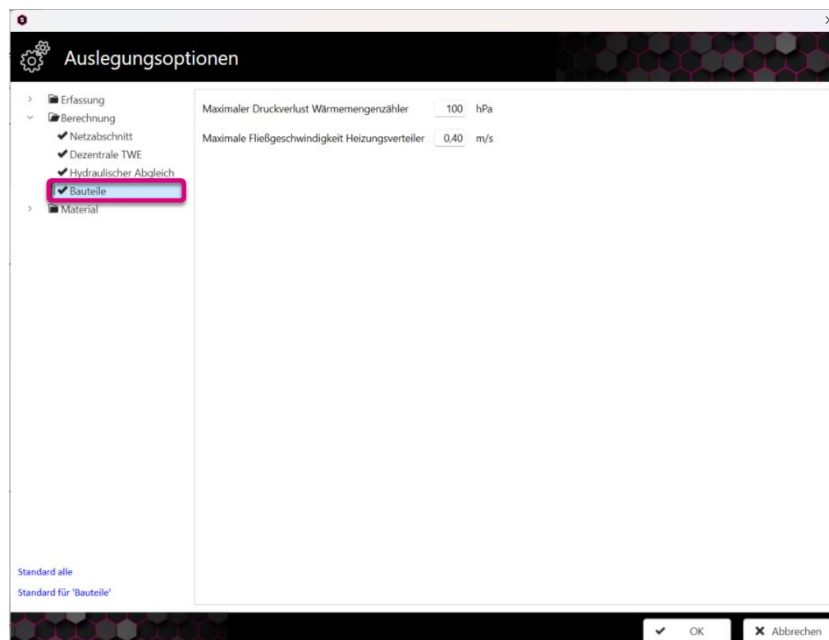 Auslegungsoptionen
Erfassung
Berechnung
Netzabschnitt
Dezentrale TWE
Hydraulischer Abgleich
Bauteile
Material
Maximaler Druckverlust Wärmemengenzähler 100 hPa
Maximale Fließgeschwindigkeit Heizungsverteiler 0,40 m/s
Standard alle
Standard für 'Bauteile'
OK Abbrechen